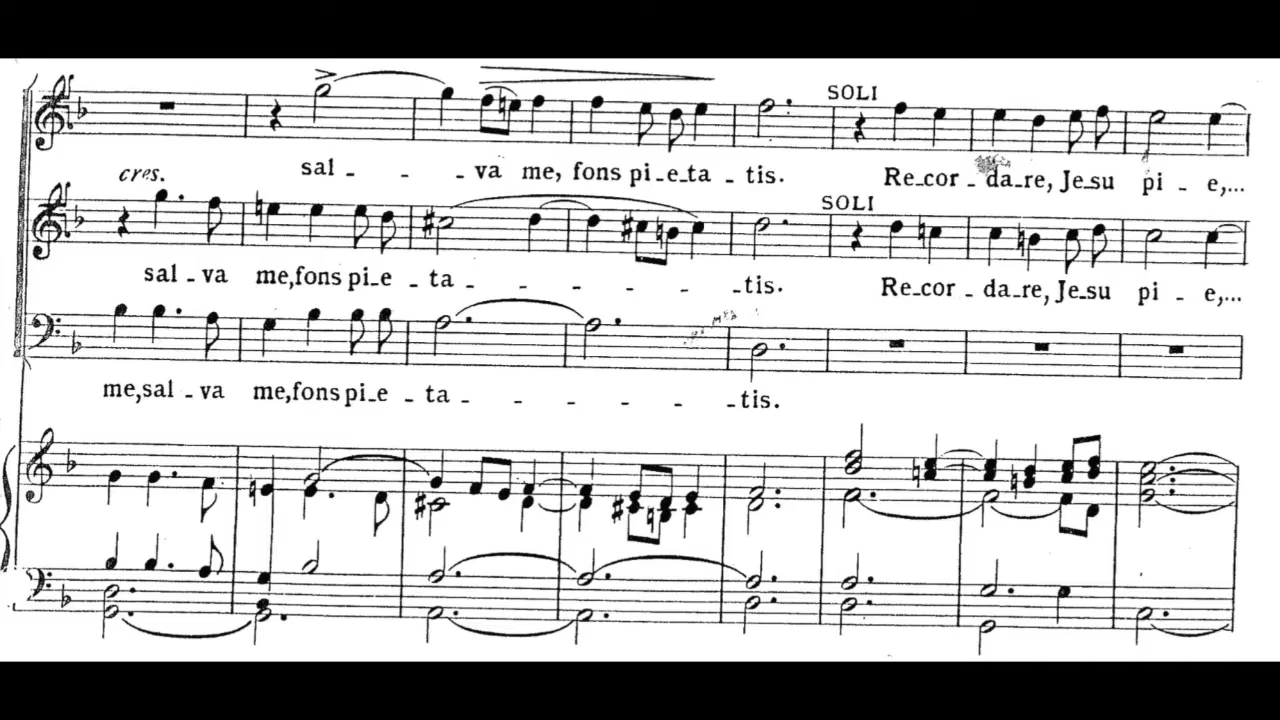 SOLI
cres. sal - - - va me, fons pi-e-ta - tis. Re-cor - da-re, Je-su pi - e,...
SOLI
sal-va me,fons pi-e - ta - - - - - tis. Re-cor - da-re, Je-su pi - e,...
me,sal-va me,fons pi-e - ta - - - - - tis.